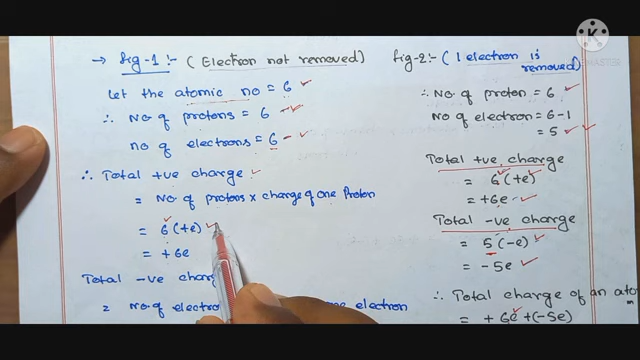 → fig-1 :- ( Electron not removed)
Let the atomic no = 6
∴ No of protons = 6
no of electrons = 6
∴ Total +ve charge
= No of protons x charge of one Proton
= 6 (+e)
= +6e
Total -ve charg
= No of electro one electron
fig-2:- ( 1 electron is removed)
∴ No of proton = 6
No of electron = 6-1
= 5
Total +ve charge
= 6 (+e)
= +6e
Total -ve charge
= 5 (-e)
= -5e
∴ Total charge of an atom
= +6e +(-5e)
K
KINEMASTER